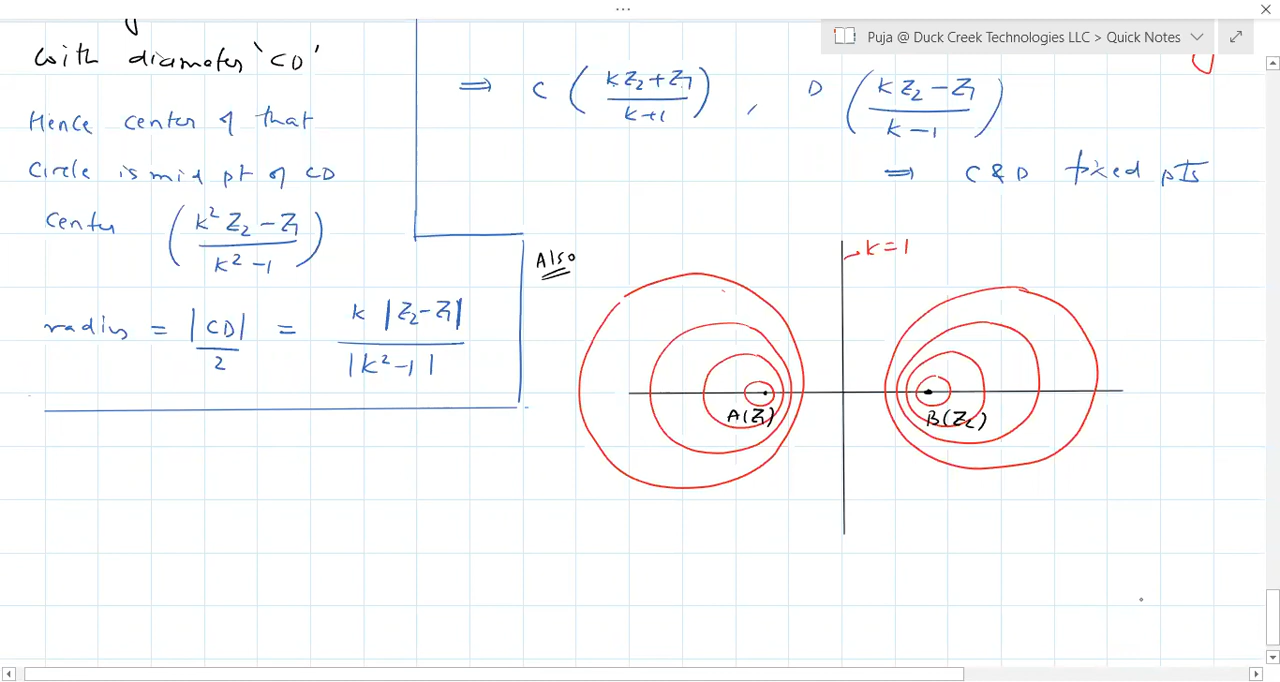 Puja @ Duck Creek Technologies LLC > Quick Notes
with diameter 'CD'
Hence center of that
Circle is mid pt of CD
center ( k² Z₂ - Z₁ / k² - 1 )
radius = |CD| / 2 = k |Z₂ - Z₁| / |k² - 1|
⇒ C ( kZ₂ + Z₁ / k+1 ) , D ( kZ₂ - Z₁ / k-1 )
⇒ C & D fixed pts
Also
k = 1
A(Z₁)
B(Z₂)